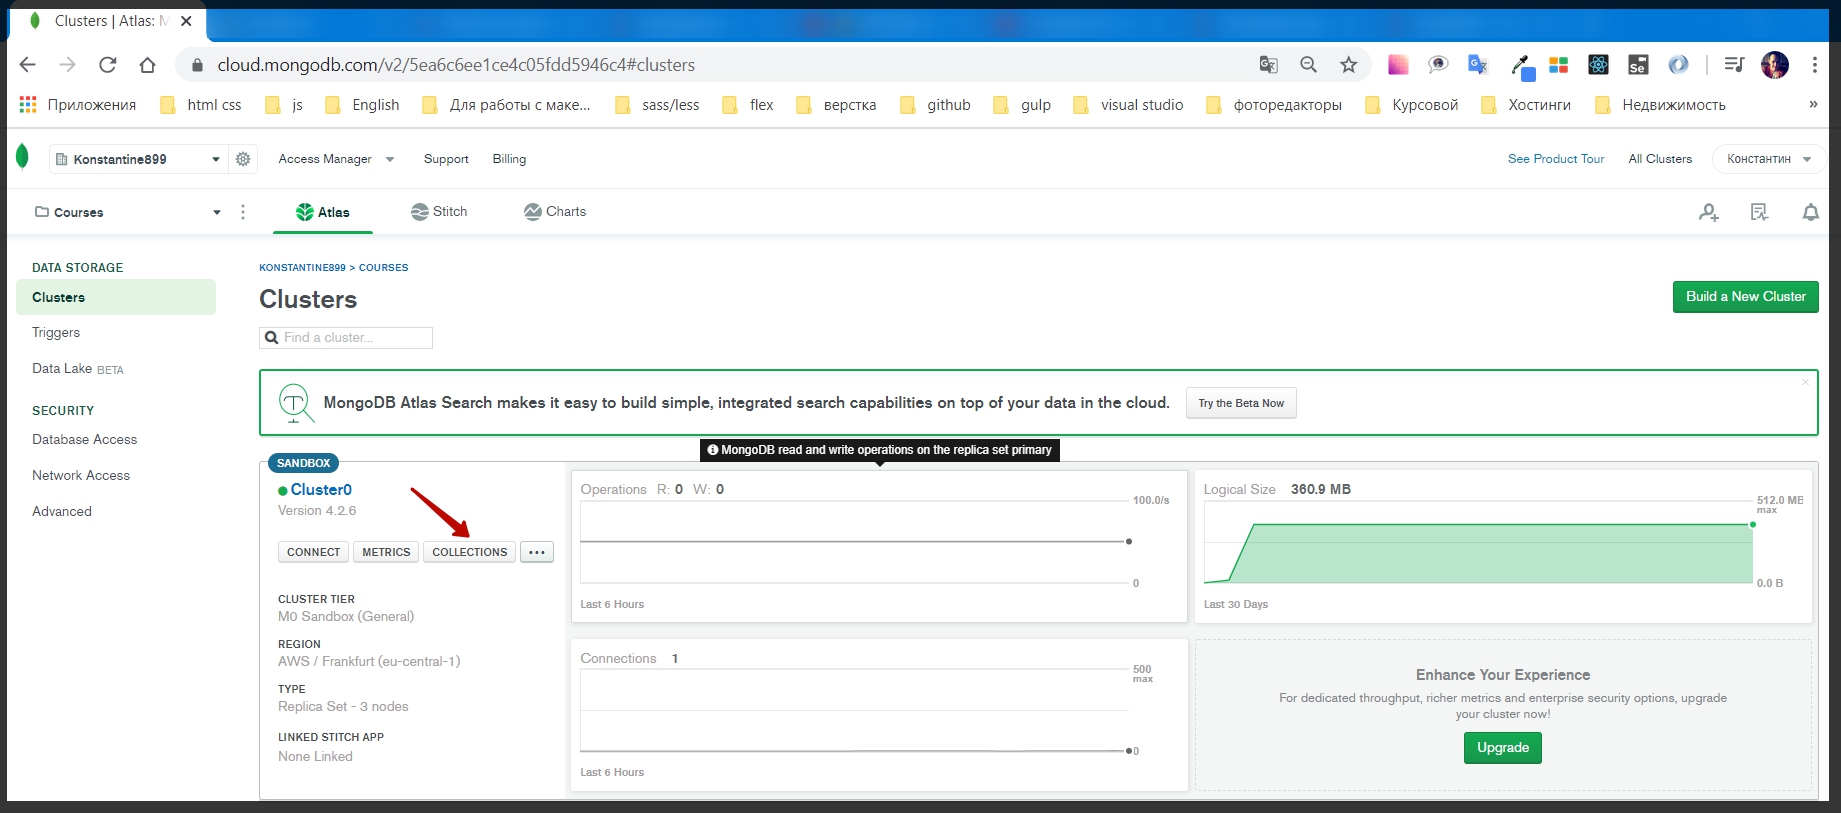 Clusters | Atlas: M
cloud.mongodb.com/v2/5ea6c6ee1ce4c05fdd5946c4#clusters
Приложения html css js English Для работы с маке... sass/less flex верстка github gulp visual studio фоторедакторы Курсовой Хостинги Недвижимость »
Konstantine899 Access Manager Support Billing See Product Tour All Clusters Константин
Courses Atlas Stitch Charts
DATA STORAGE
Clusters
Triggers
Data Lake BETA
SECURITY
Database Access
Network Access
Advanced
KONSTANTINE899 > COURSES
Clusters
Build a New Cluster
Find a cluster...
MongoDB Atlas Search makes it easy to build simple, integrated search capabilities on top of your data in the cloud. Try the Beta Now
MongoDB read and write operations on the replica set primary
SANDBOX
Cluster0
Version 4.2.6
CONNECT METRICS COLLECTIONS ...
CLUSTER TIER
M0 Sandbox (General)
REGION
AWS / Frankfurt (eu-central-1)
TYPE
Replica Set - 3 nodes
LINKED STITCH APP
None Linked
Operations R: 0 W: 0
100.0/s
0
Last 6 Hours
Logical Size 360.9 MB
512.0 MB
max
0.0 B
Last 30 Days
Connections 1
500
max
0
Last 6 Hours
Enhance Your Experience
For dedicated throughput, richer metrics and enterprise security options, upgrade
your cluster now!
Upgrade